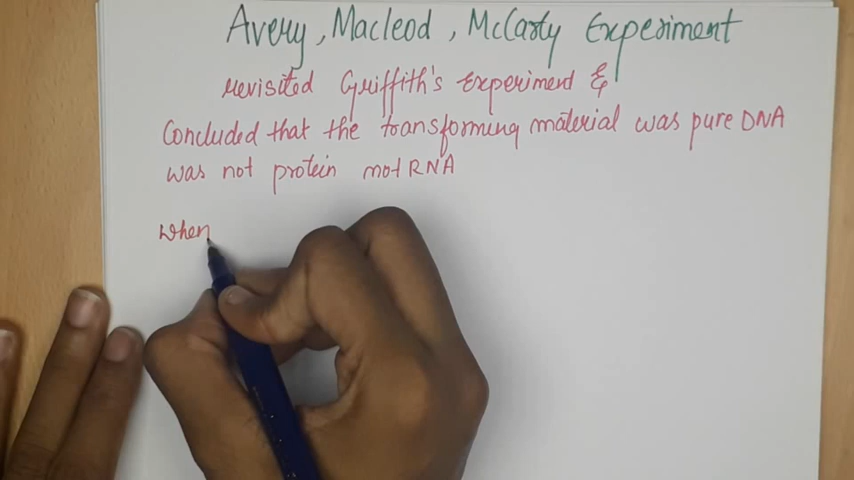 Avery, Macleod, McCarty Experiment
revisited Griffith's Experiment &
Concluded that the transforming material was pure DNA
was not protein not RNA
when